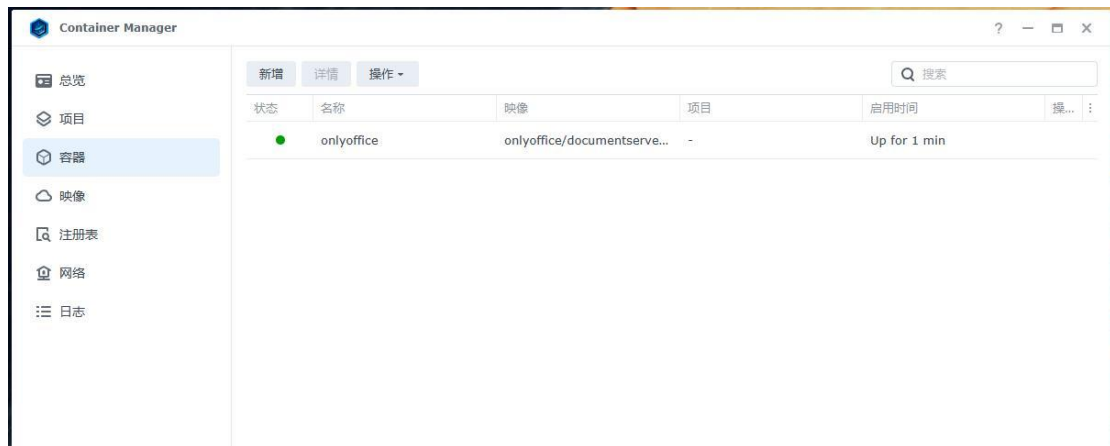 Container Manager
?
总览
项目
容器
映像
注册表
网络
日志
新增 详情 操作
搜索
状态 名称 映像 项目 启用时间 操...
onlyoffice onlyoffice/documentserve... - Up for 1 min